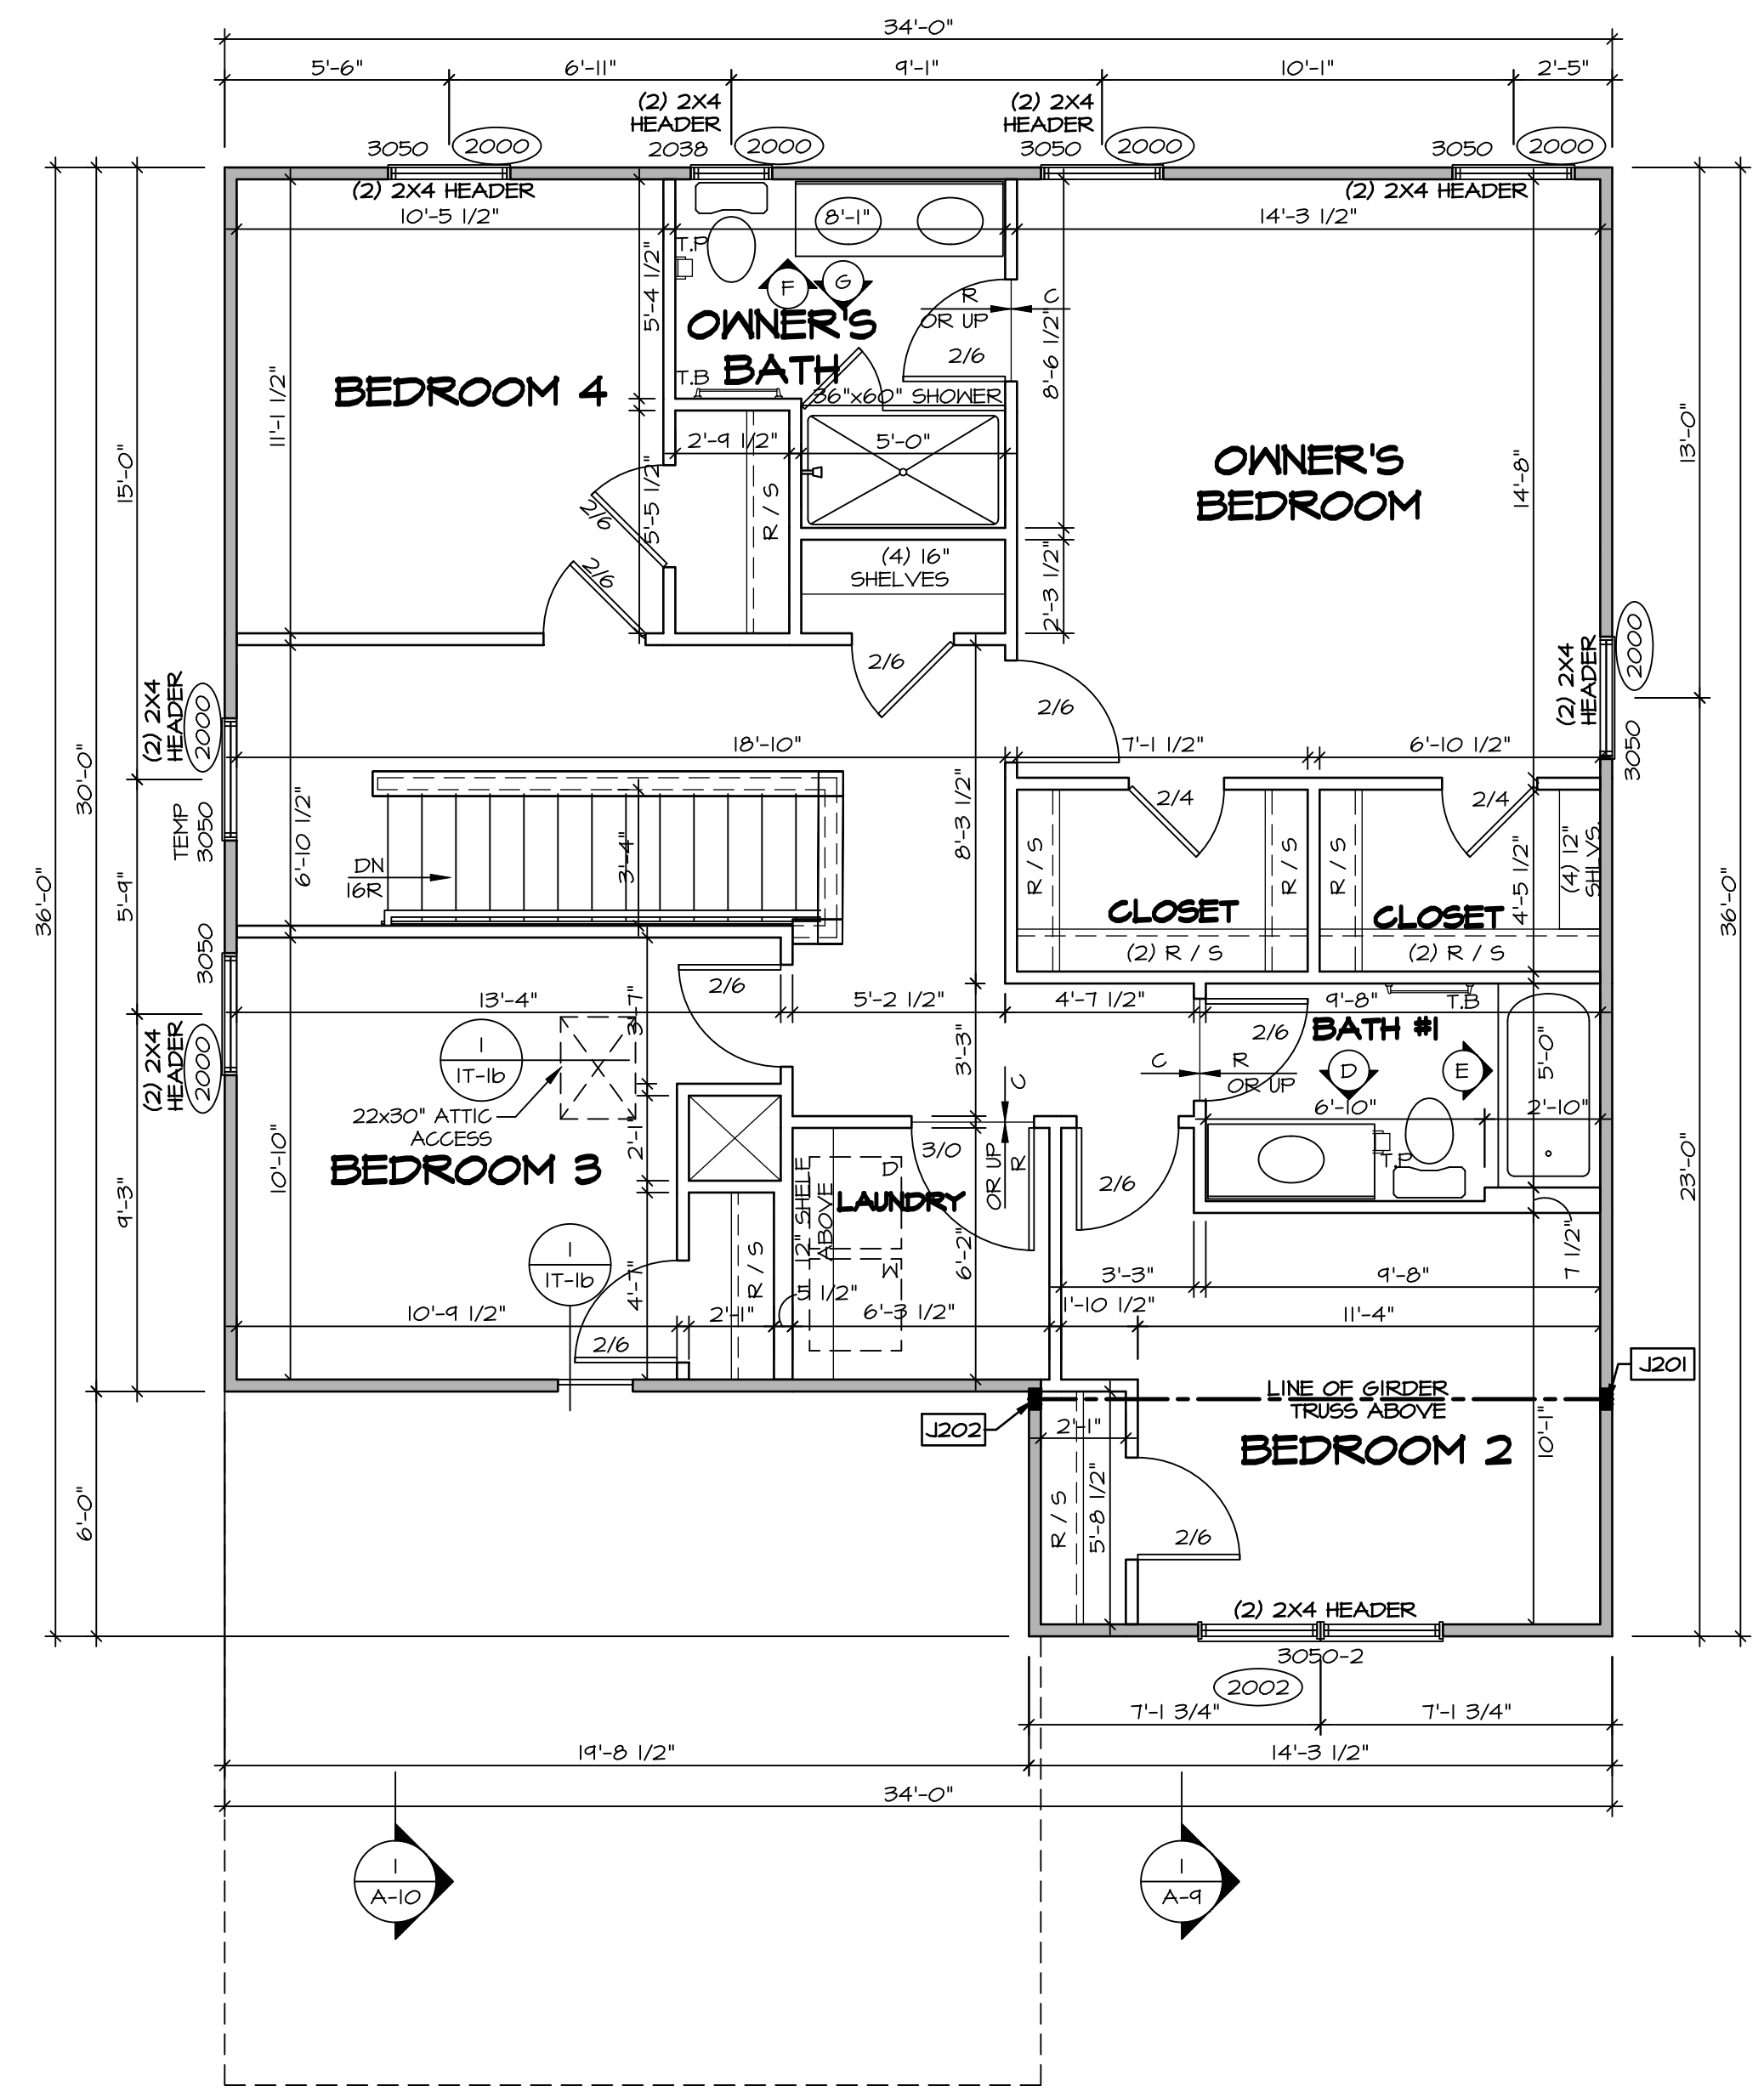 34'-0"
5'-6"
6'-11"
9'-1"
10'-1"
2'-5"
(2) 2X4
HEADER
(2) 2X4
HEADER
3050
2000
2038
2000
3050
2000
3050
2000
(2) 2X4 HEADER
(2) 2X4 HEADER
10'-5 1/2"
8'-1"
14'-3 1/2"
T.P
5'-4 1/2"
F
G
R
C
OR UP
OWNER'S
BATH
2/6
8'-6 1/2"
T.B
36"x60" SHOWER
BEDROOM 4
11'-1 1/2"
2'-9 1/2"
5'-0"
OWNER'S
BEDROOM
14'-8"
13'-0"
15'-0"
5'-5 1/2"
2/6
R / S
2/6
(4) 16"
SHELVES
2'-3 1/2"
2/6
2/6
(2) 2X4
HEADER
2000
3050
(2) 2X4
HEADER
2000
18'-10"
7'-1 1/2"
6'-10 1/2"
30'-0"
TEMP
3050
6'-10 1/2"
3'-4"
8'-3 1/2"
2/4
2/4
DN
16R
R / S
R / S
R / S
4'-5 1/2"
(4) 12"
SHLVS.
CLOSET
CLOSET
(2) R / S
(2) R / S
36'-0"
5'-9"
36'-0"
3050
2/6
13'-4"
3'-7"
5'-2 1/2"
4'-7 1/2"
9'-8"
T.B
2/6
BATH #1
(2) 2X4
HEADER
2000
1
1T-1b
3'-3"
C
C
R
OR UP
D
E
5'-0"
22x30" ATTIC
ACCESS
6'-10"
2'-10"
2'-1"
BEDROOM 3
10'-10"
9'-3"
3/0
OR UP
R
D
12" SHELF
ABOVE
LAUNDRY
2/6
T.P
23'-0"
1
1T-1b
4'-7"
R / S
W
6'-2"
7 1/2"
3'-3"
9'-8"
5 1/2"
10'-9 1/2"
2'-1"
6'-3 1/2"
1'-10 1/2"
11'-4"
2/6
J201
LINE OF GIRDER
TRUSS ABOVE
J202
2'-1"
BEDROOM 2
10'-1"
6'-0"
R / S
5'-8 1/2"
2/6
(2) 2X4 HEADER
3050-2
2002
7'-1 3/4"
7'-1 3/4"
19'-8 1/2"
14'-3 1/2"
34'-0"
1
A-10
1
A-9